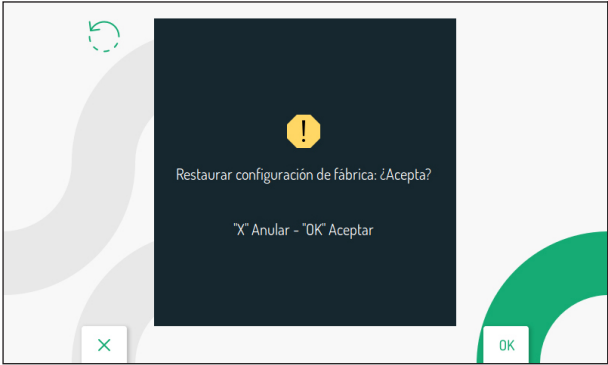 Restaurar configuración de fábrica: ¿Acepta?
"X" Anular - "OK" Aceptar
OK